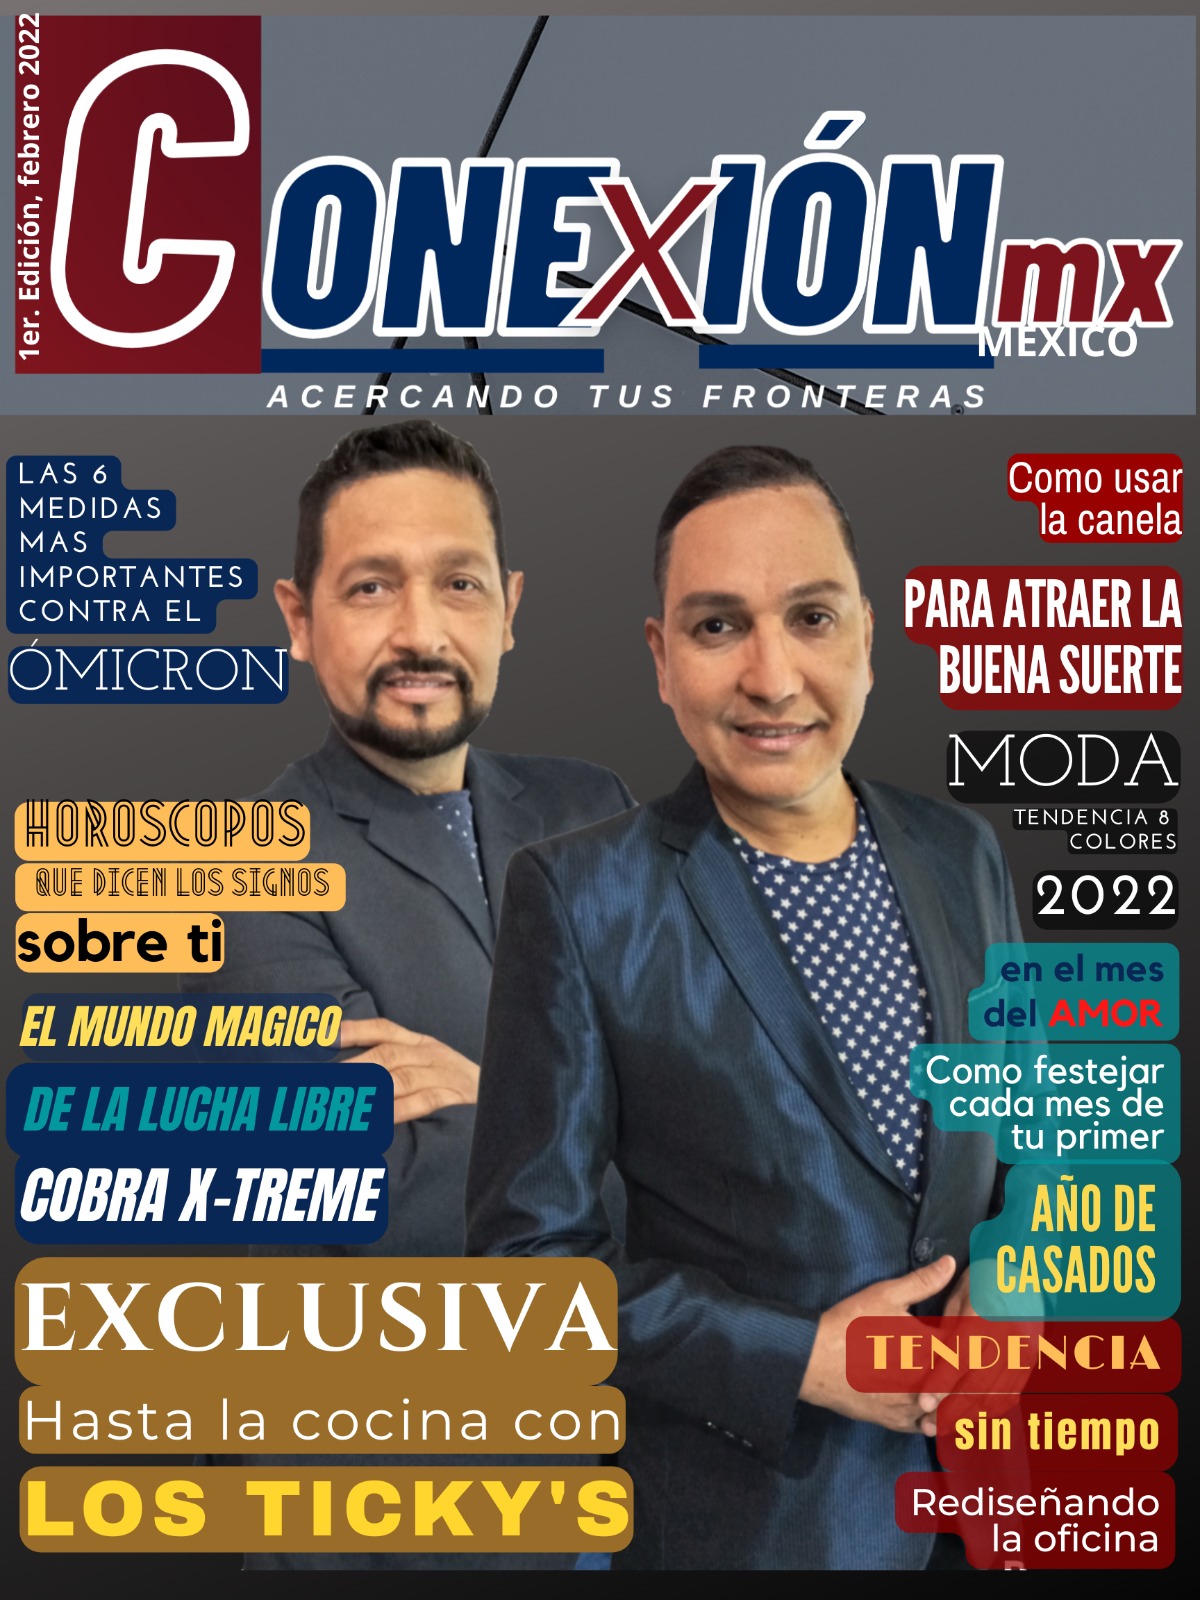 1er. Edición, febrero 2022
CONEXIÓN mx
MEXICO
ACERCANDO TUS FRONTERAS
LAS 6
MEDIDAS
MAS
IMPORTANTES
CONTRA EL
ÓMICRON
HOROSCOPOS
QUE DICEN LOS SIGNOS
sobre ti
EL MUNDO MAGICO
DE LA LUCHA LIBRE
COBRA X-TREME
EXCLUSIVA
Hasta la cocina con
LOS TICKY'S
Como usar
la canela
PARA ATRAER LA
BUENA SUERTE
MODA
TENDENCIA 8
COLORES
2022
en el mes
del AMOR
Como festejar
cada mes de
tu primer
AÑO DE
CASADOS
TENDENCIA
sin tiempo
Rediseñando
la oficina